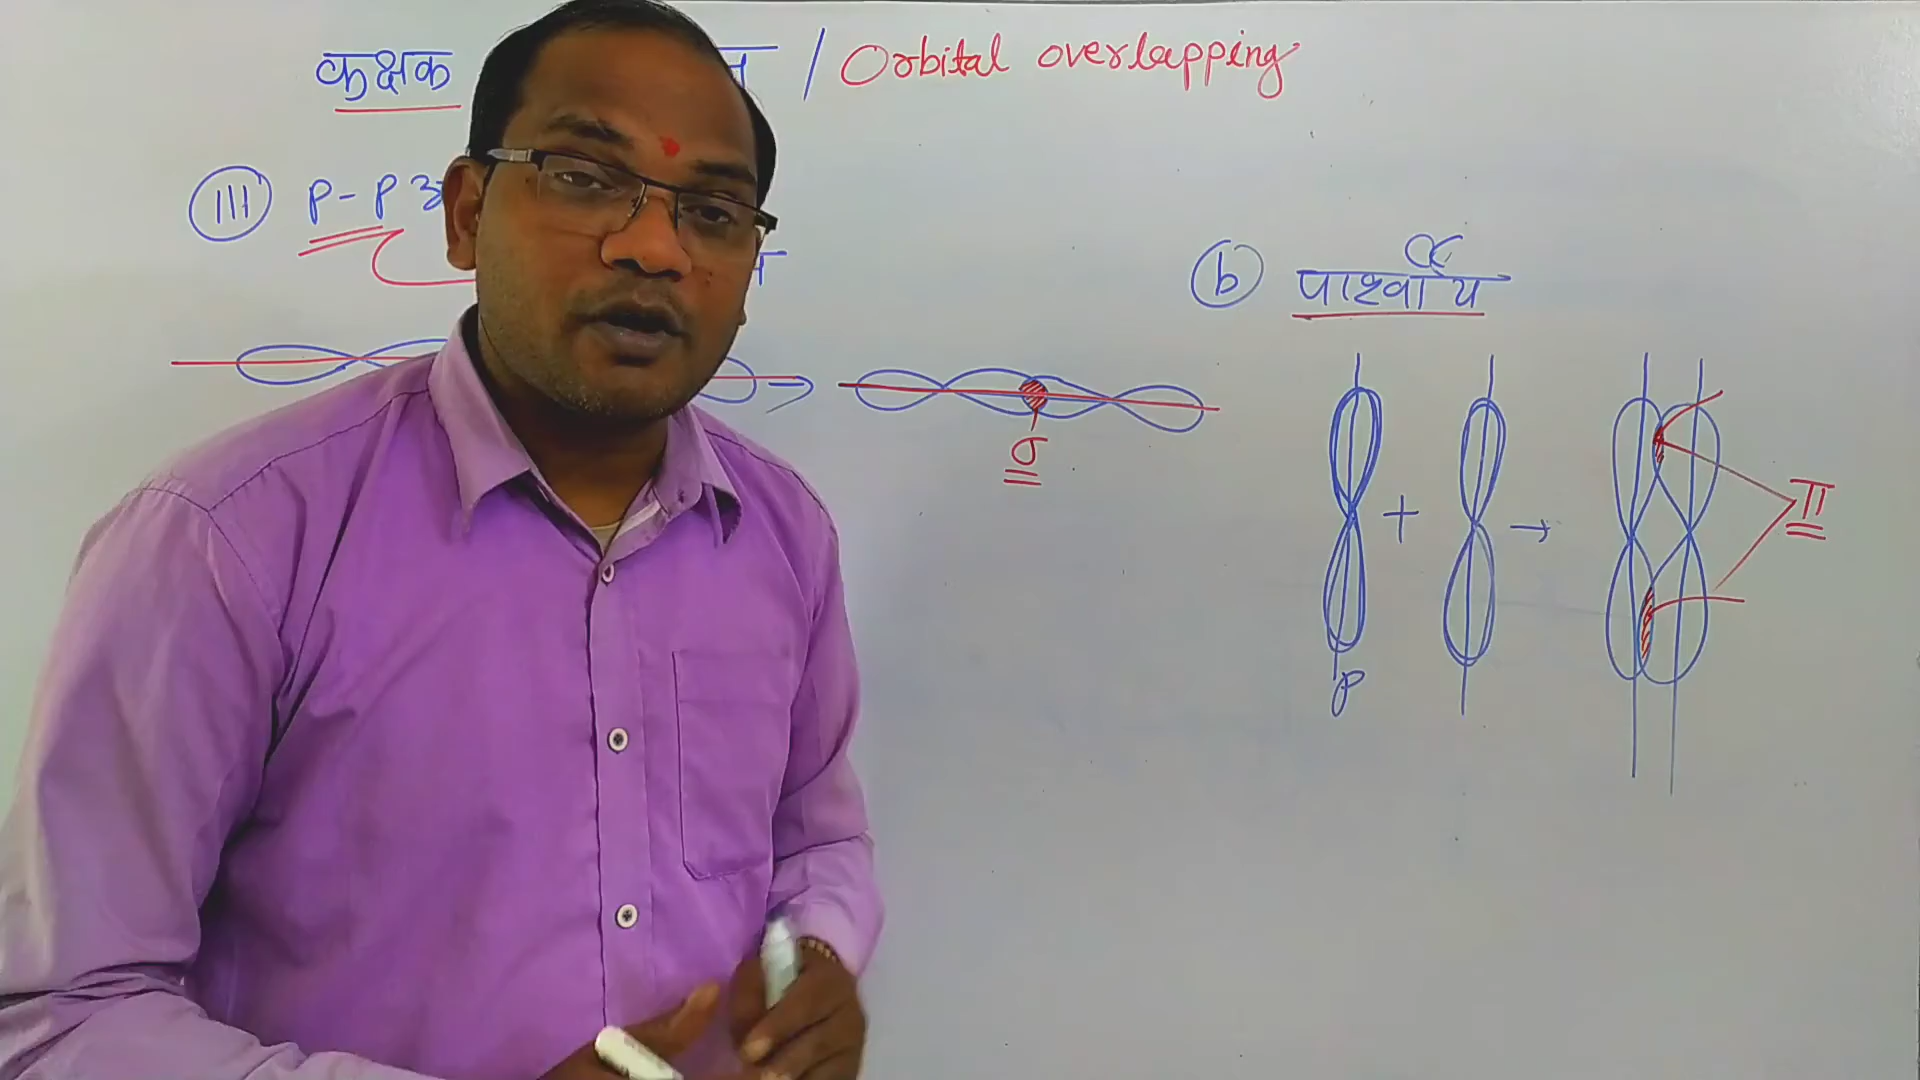 कक्षक / Orbital overlapping
III p-p
b पार्श्वीय
σ
π
+ →
p